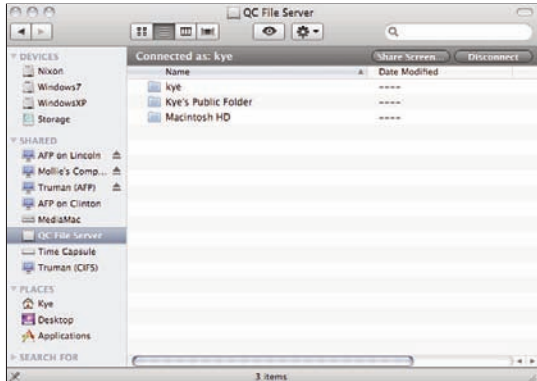 QC File Server
DEVICES
Nixon
Windows7
WindowsXP
Storage
SHARED
AFP on Lincoln
Mollie's Comp...
Truman (AFP)
AFP on Clinton
MediaMac
QC File Server
Time Capsule
Truman (CIFS)
PLACES
Kye
Desktop
Applications
SEARCH FOR
Connected as: kye
Share Screen...
Disconnect
Name
Date Modified
kye
----
Kye's Public Folder
----
Macintosh HD
----
3 items